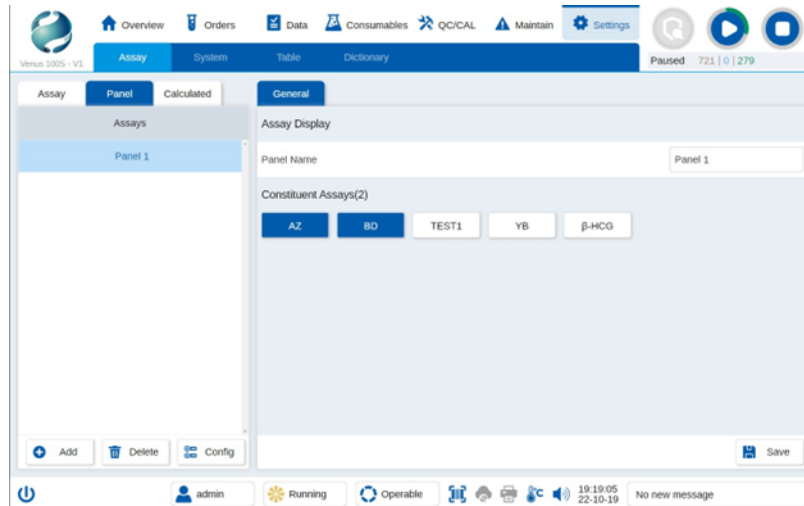 Overview Orders Data Consumables QC/CAL Maintain Settings
Venus 100S - V1
Assay System Table Dictionary
Paused 721 | 0 | 279
Assay Panel Calculated
General
Assays
Assay Display
Panel 1
Panel Name Panel 1
Constituent Assays(2)
AZ BD TEST1 YB β-HCG
Add Delete Config
Save
admin Running Operable °C 19:19:05
22-10-19
No new message